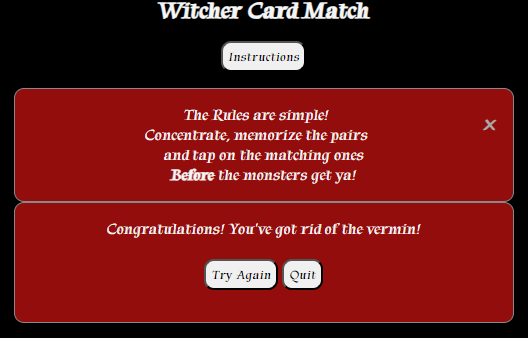 Witcher Card Match
Instructions
The Rules are simple!
×
Concentrate, memorize the pairs
and tap on the matching ones
Before the monsters get ya!
Congratulations! You've got rid of the vermin!
Try Again
Quit